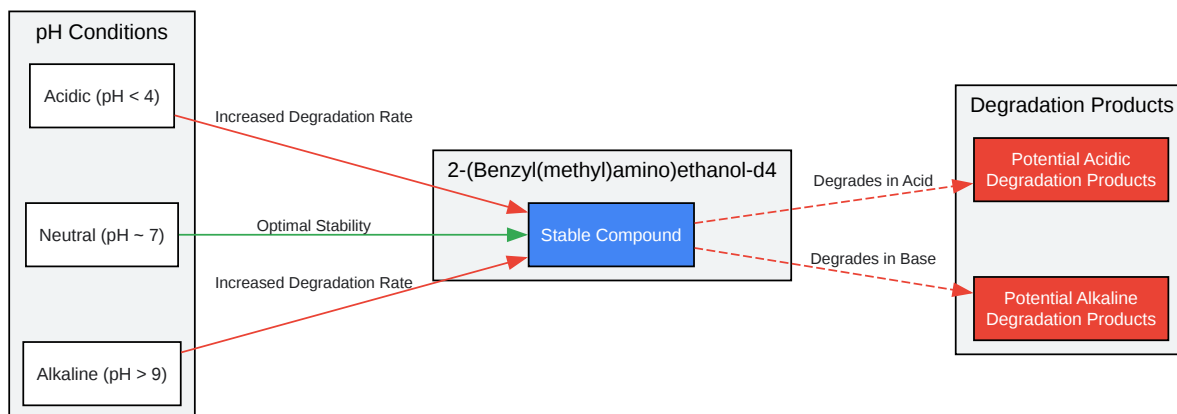 pH Conditions
Acidic (pH < 4)
Neutral (pH ~ 7)
Alkaline (pH > 9)
Increased Degradation Rate
Optimal Stability
Increased Degradation Rate
2-(Benzyl(methyl)amino)ethanol-d4
Stable Compound
Degrades in Acid
Degrades in Base
Degradation Products
Potential Acidic
Degradation Products
Potential Alkaline
Degradation Products